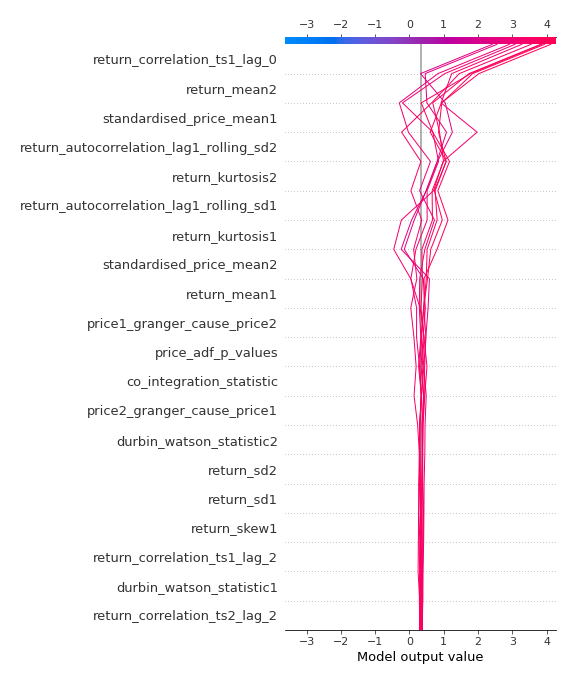 −3 −2 −1 0 1 2 3 4
return_correlation_ts1_lag_0
return_mean2
standardised_price_mean1
return_autocorrelation_lag1_rolling_sd2
return_kurtosis2
return_autocorrelation_lag1_rolling_sd1
return_kurtosis1
standardised_price_mean2
return_mean1
price1_granger_cause_price2
price_adf_p_values
co_integration_statistic
price2_granger_cause_price1
durbin_watson_statistic2
return_sd2
return_sd1
return_skew1
return_correlation_ts1_lag_2
durbin_watson_statistic1
return_correlation_ts2_lag_2
−3 −2 −1 0 1 2 3 4
Model output value